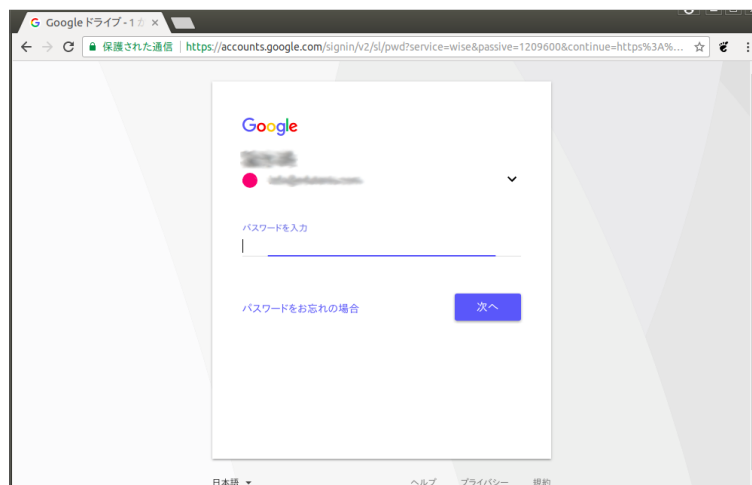 Googleドライブ - 1 か
保護された通信 https://accounts.google.com/signin/v2/sl/pwd?service=wise&passive=1209600&continue=https%3A%...
Google
パスワードを入力
パスワードをお忘れの場合
次へ
日本語
ヘルプ プライバシー 規約